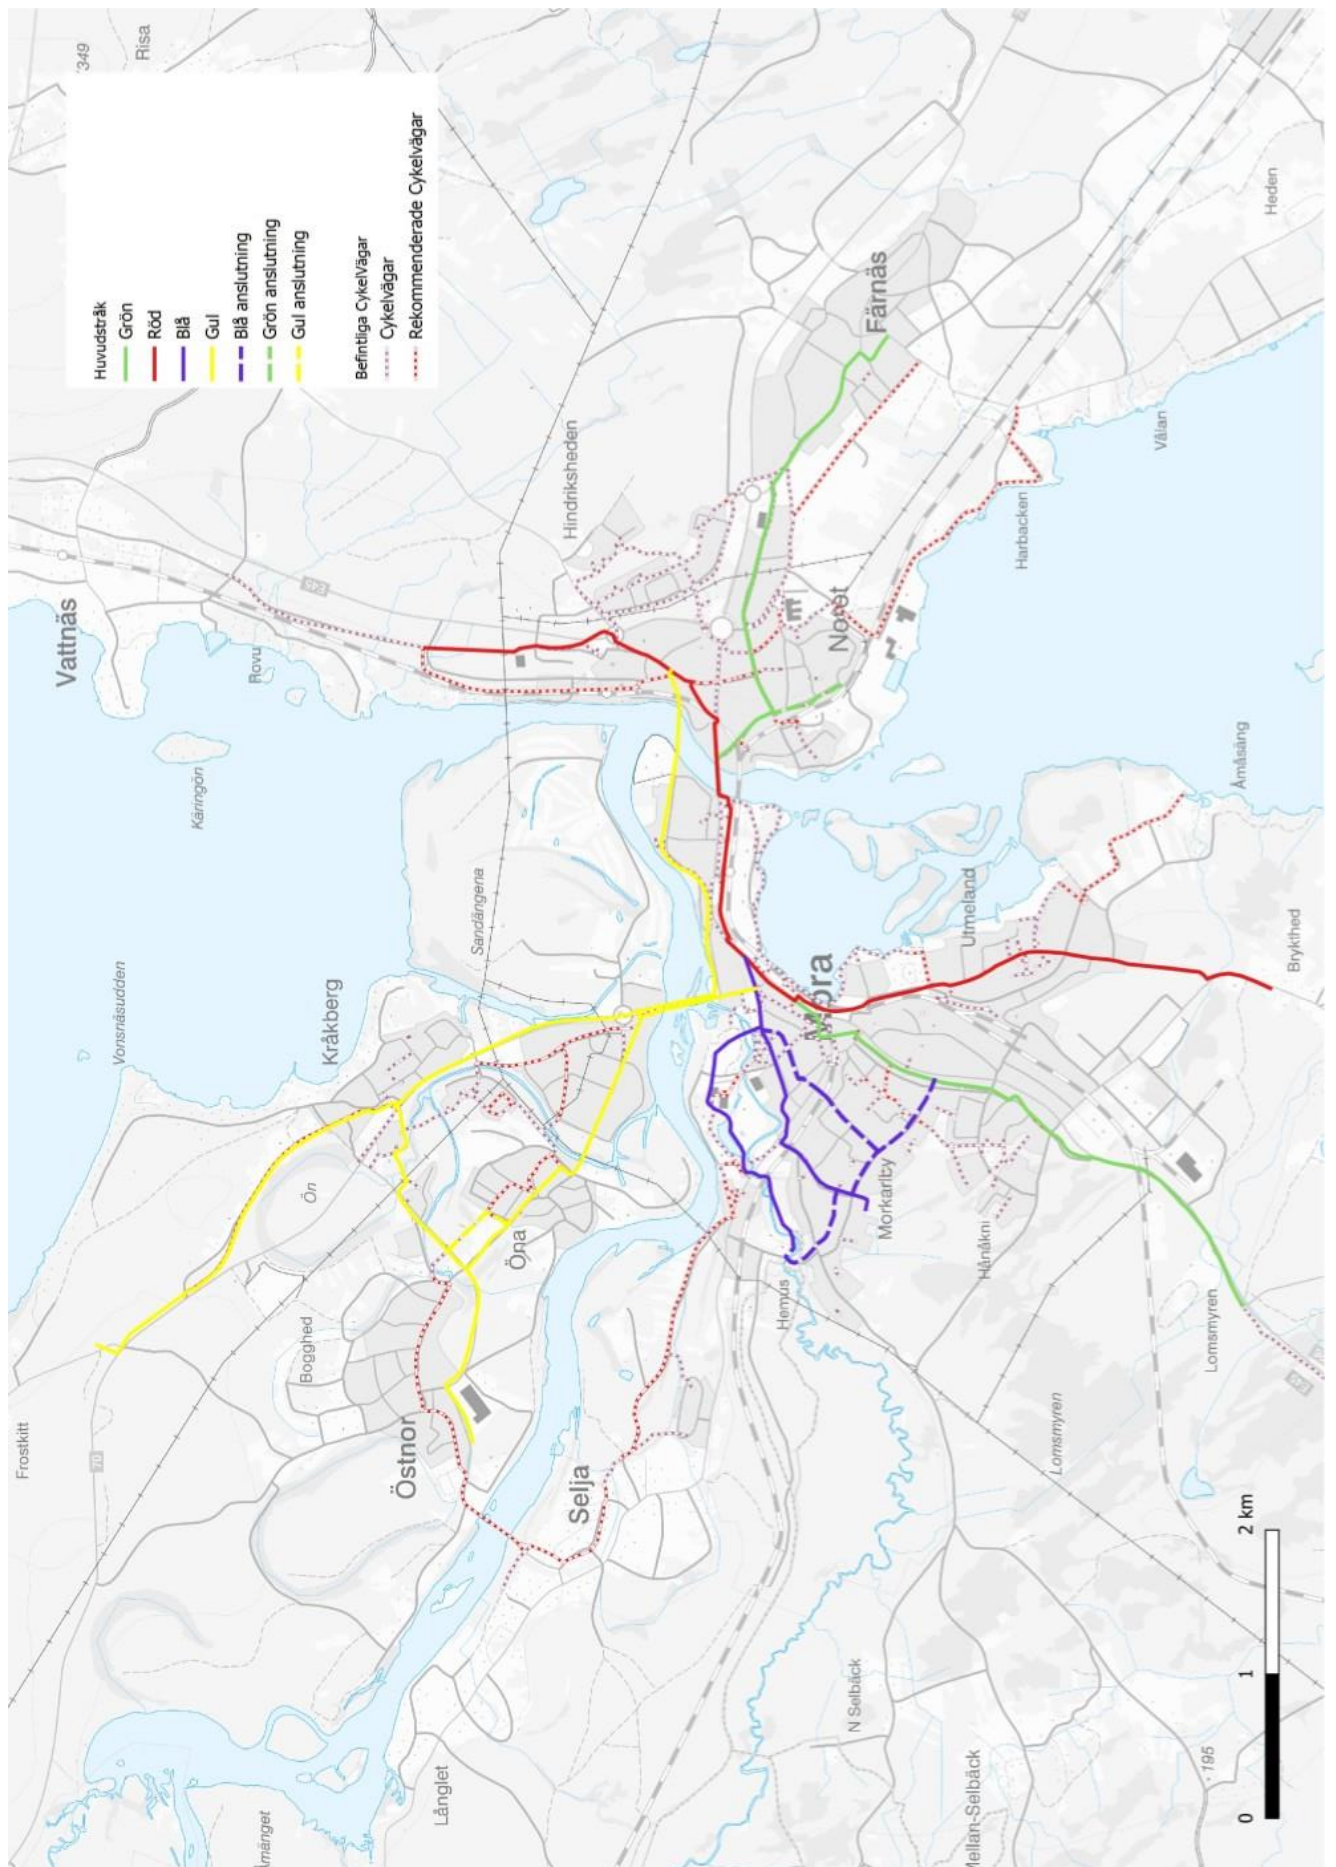 Huvudstråk
Grön
Röd
Blå
Gul
Blå anslutning
Grön anslutning
Gul anslutning
Befintliga CykelVägar
Cykelvägar
Rekommenderade Cykelvägar
Frostkitt
70
Östnor
Bogghed
Ön
Öna
Kråkberg
Vonsnäsudden
Sandängena
Käringön
Vattnäs
Rovu
Risa
349
Hindriksheden
Färnäs
Heden
Vålan
Harbacken
Noret
Åmåsäng
Utmeland
Brykthed
Mora
Morkarlby
Hånåkni
Hemus
Lomsmyren
Lomsmyren
Selja
Långlet
N Selbäck
Mellan-Selbäck
195
0
1
2 km